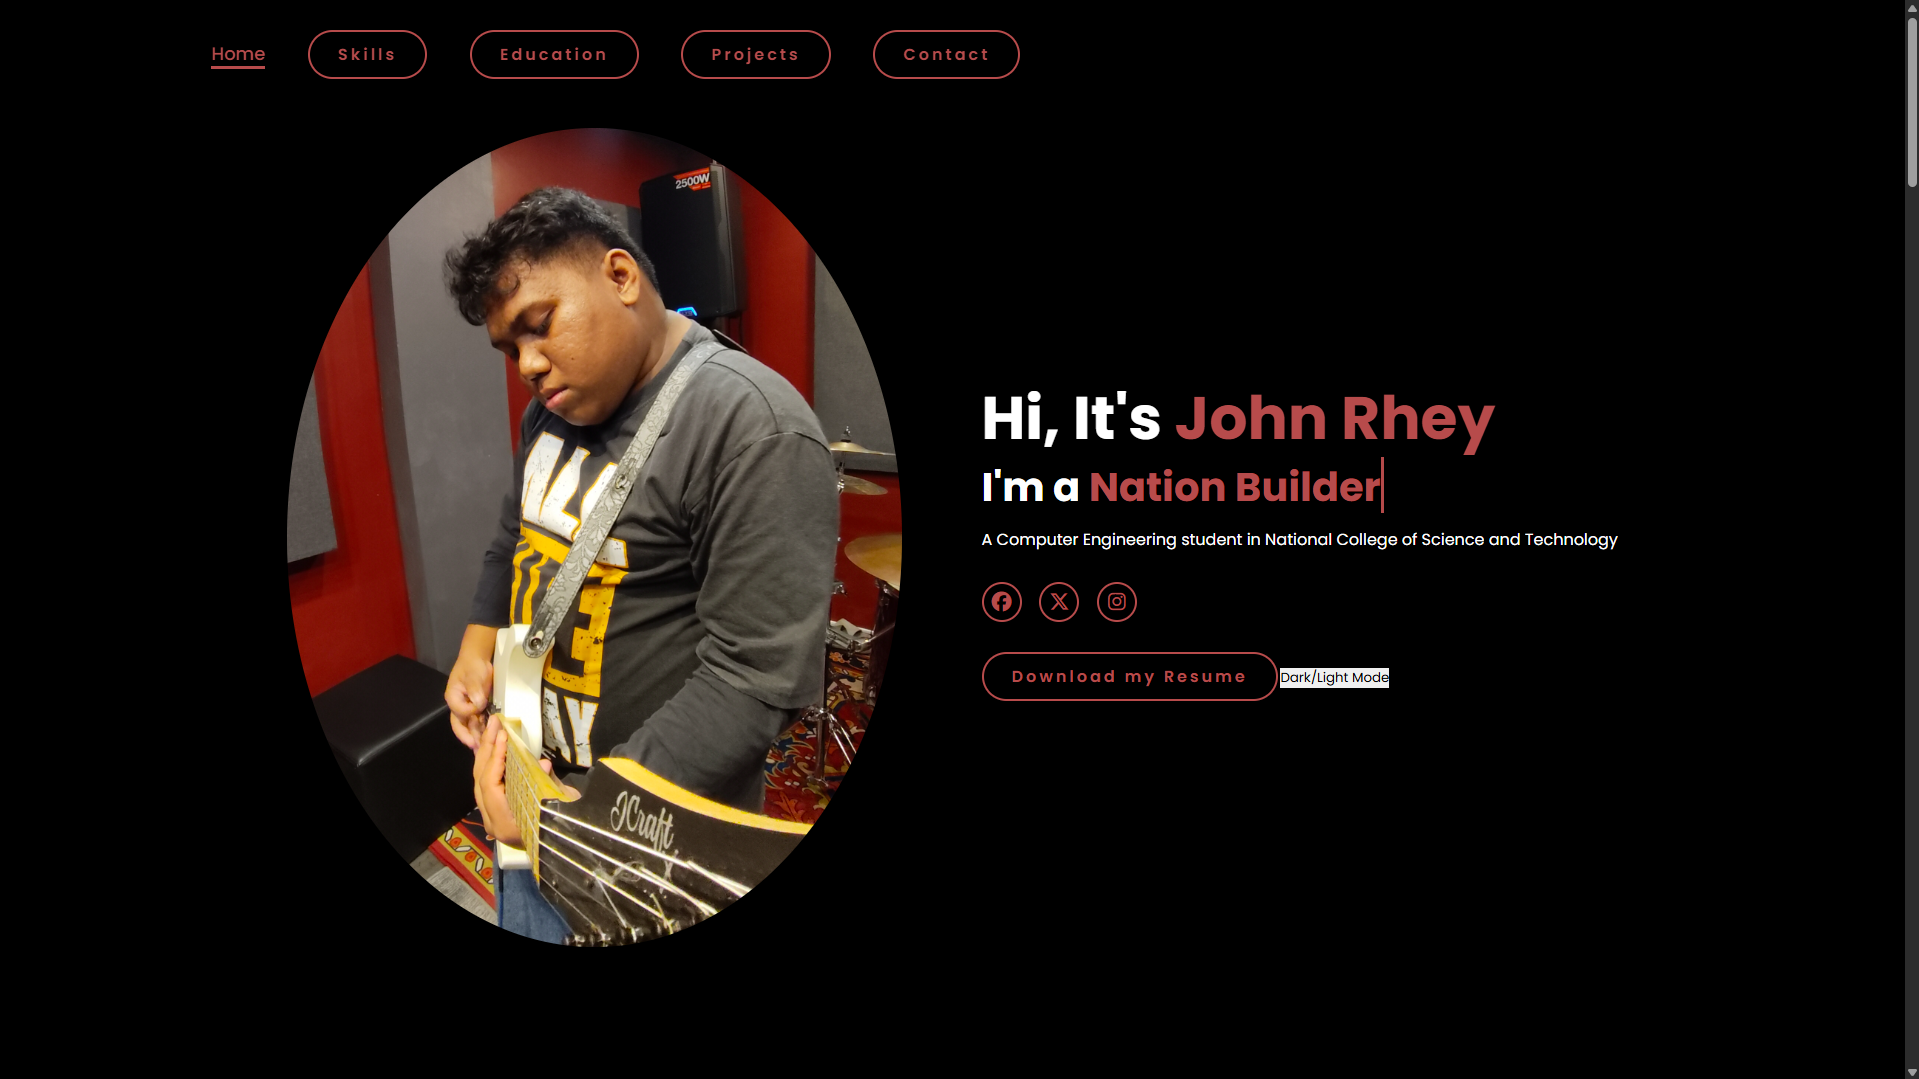 Home
Skills
Education
Projects
Contact
2500W
Hi, It's John Rhey
I'm a Nation Builder
A Computer Engineering student in National College of Science and Technology
Download my Resume
Dark/Light Mode
JCraft